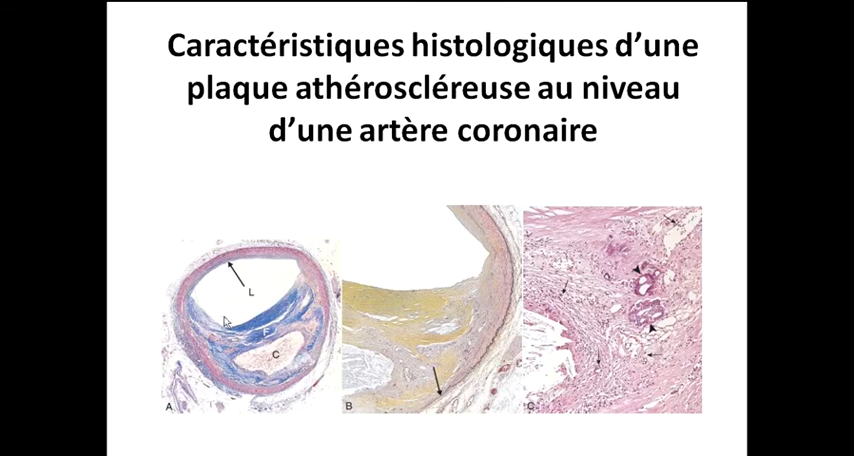 Caractéristiques histologiques d’une
plaque athéroscléreuse au niveau
d’une artère coronaire
L
F
C
A
B
C